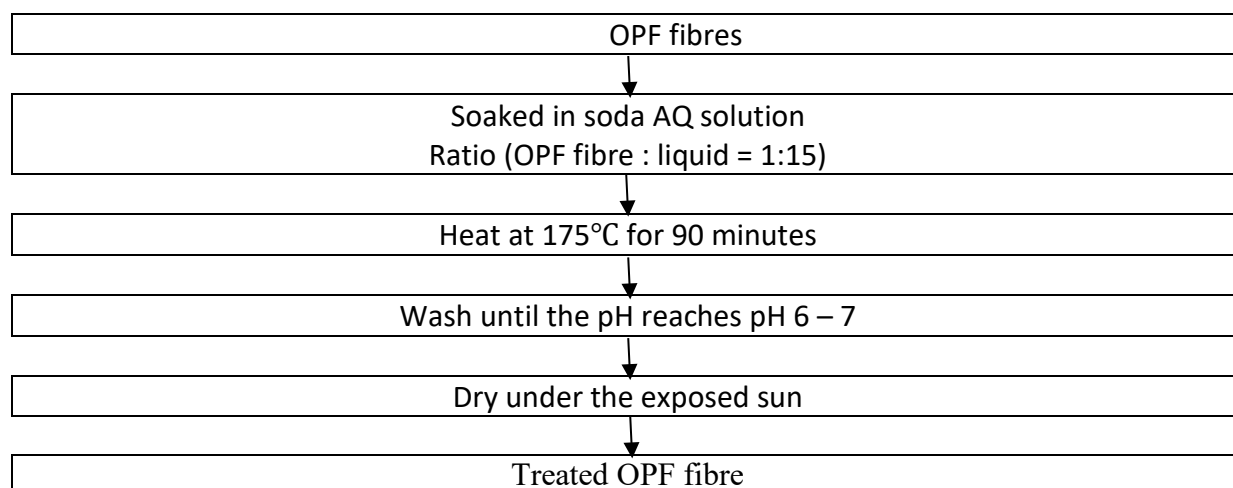 OPF fibres
Soaked in soda AQ solution
Ratio (OPF fibre : liquid = 1:15)
Heat at 175℃ for 90 minutes
Wash until the pH reaches pH 6 – 7
Dry under the exposed sun
Treated OPF fibre